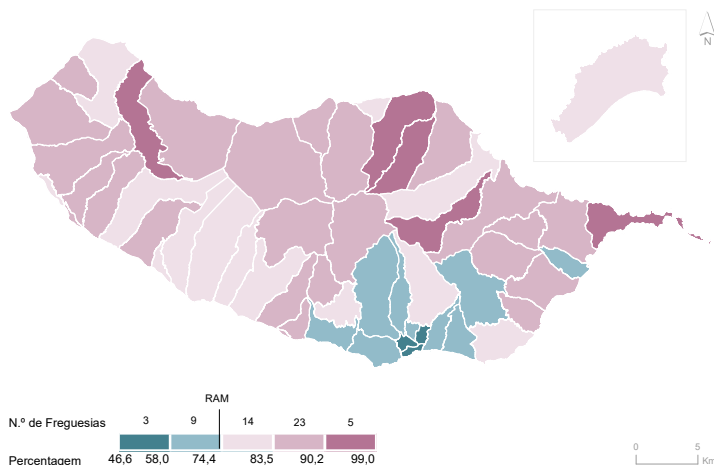 N
RAM
N.º de Freguesias 3 9 14 23 5
Percentagem 46,6 58,0 74,4 83,5 90,2 99,0
0 5
Km